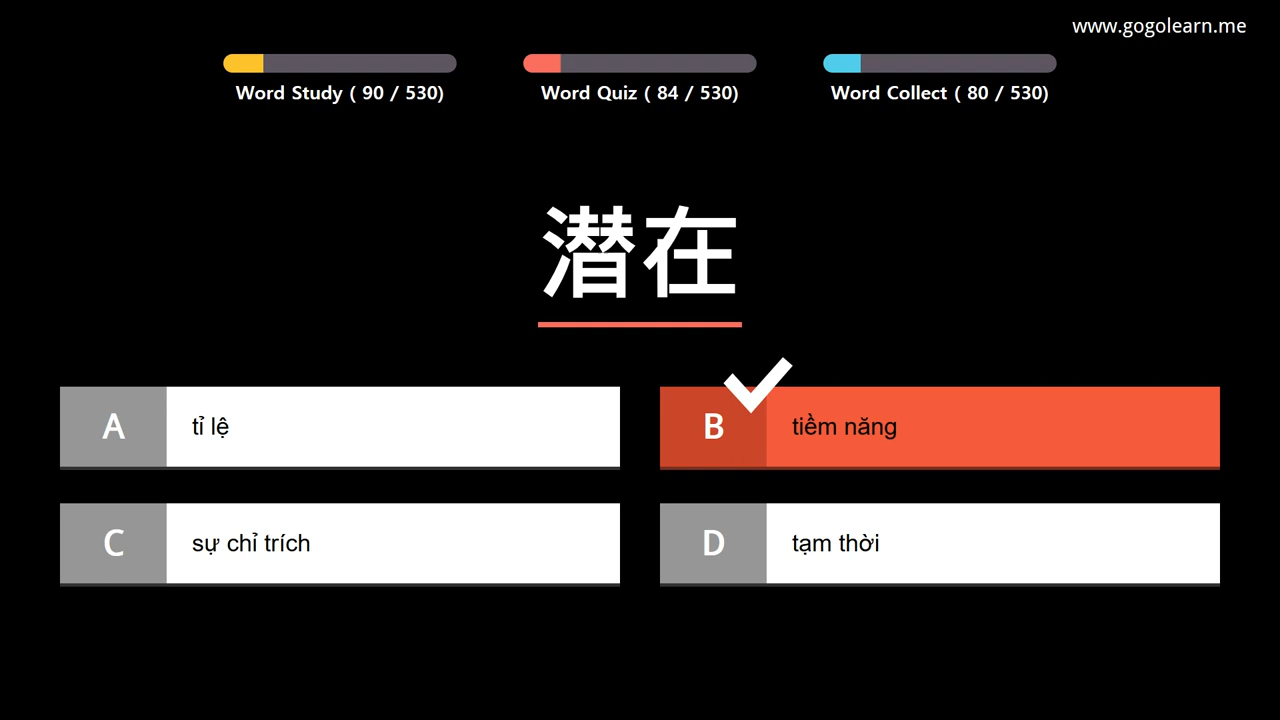 www.gogolearn.me
Word Study ( 90 / 530)
Word Quiz ( 84 / 530)
Word Collect ( 80 / 530)
潜在
A tỉ lệ
B tiềm năng
C sự chỉ trích
D tạm thời